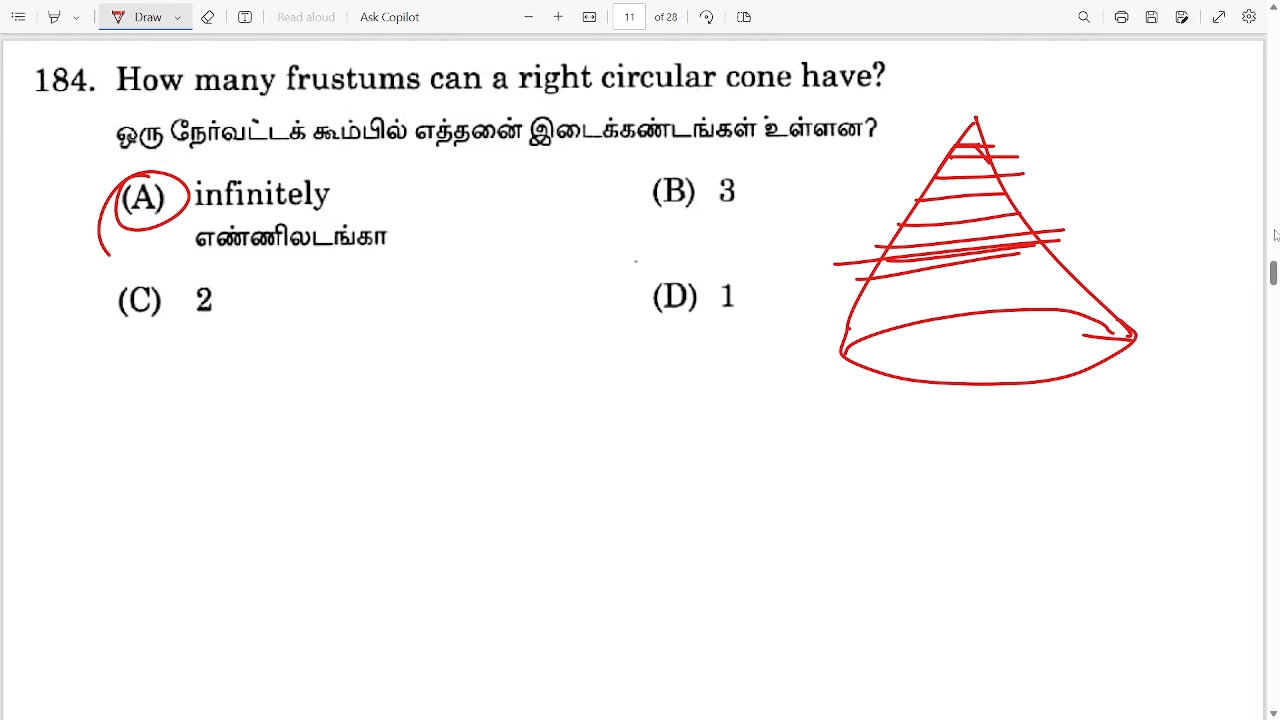 Draw
Read aloud
Ask Copilot
11
of 28
184. How many frustums can a right circular cone have?
ஒரு நேர்வட்டக் கூம்பில் எத்தனை இடைக்கண்டங்கள் உள்ளன?
(A) infinitely
எண்ணிலடங்கா
(B) 3
(C) 2
(D) 1